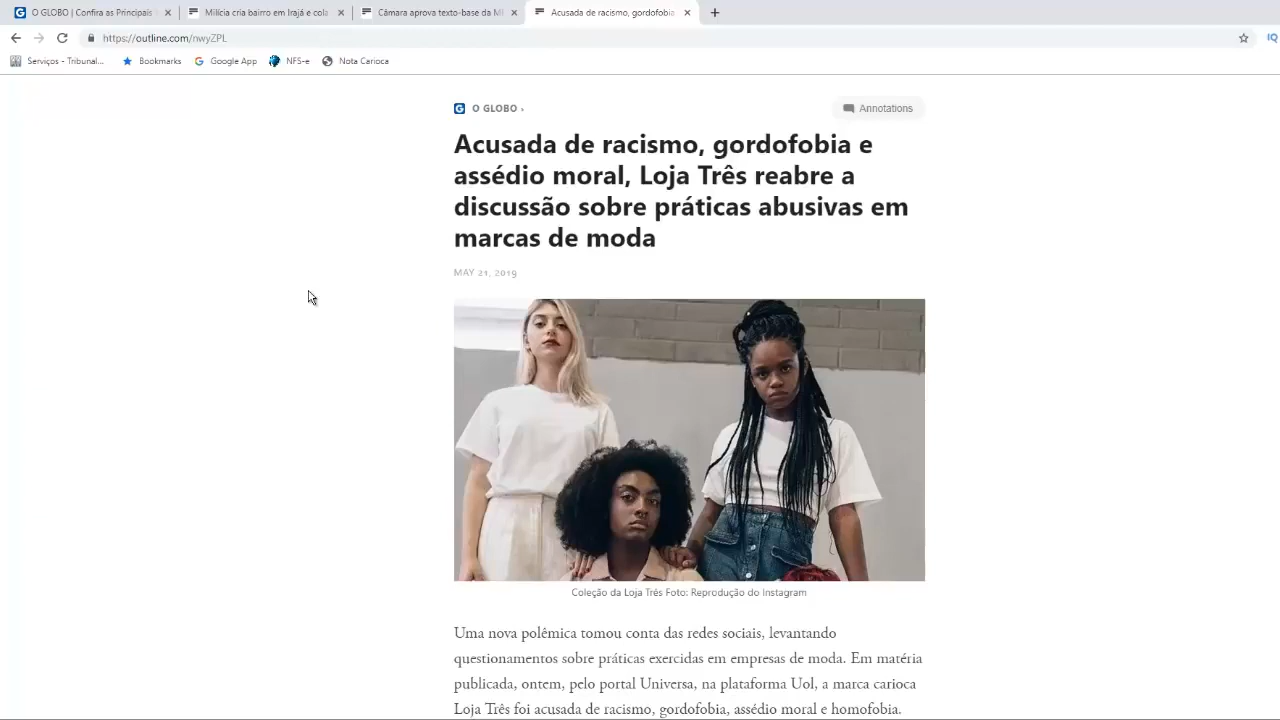 O GLOBO | Confira as Principais
Milícia cria bairro em Irajá e cola
Câmara aprova texto-base da M
Acusada de racismo, gordofobia
https://outline.com/nwyZPL
IQ
Serviços - Tribunal...
Bookmarks
Google App
NFS-e
Nota Carioca
O GLOBO ›
Annotations
Acusada de racismo, gordofobia e
assédio moral, Loja Três reabre a
discussão sobre práticas abusivas em
marcas de moda
MAY 21, 2019
Coleção da Loja Três Foto: Reprodução do Instagram
Uma nova polêmica tomou conta das redes sociais, levantando
questionamentos sobre práticas exercidas em empresas de moda. Em matéria
publicada, ontem, pelo portal Universa, na plataforma Uol, a marca carioca
Loja Três foi acusada de racismo, gordofobia, assédio moral e homofobia.